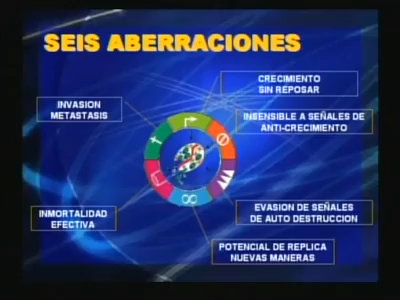 SEIS ABERRACIONES
CRECIMIENTO
SIN REPOSAR
INVASION
METASTASIS
INSENSIBLE A SEÑALES DE
ANTI-CRECIMIENTO
INMORTALIDAD
EFECTIVA
EVASION DE SEÑALES
DE AUTO DESTRUCCION
POTENCIAL DE REPLICA
NUEVAS MANERAS